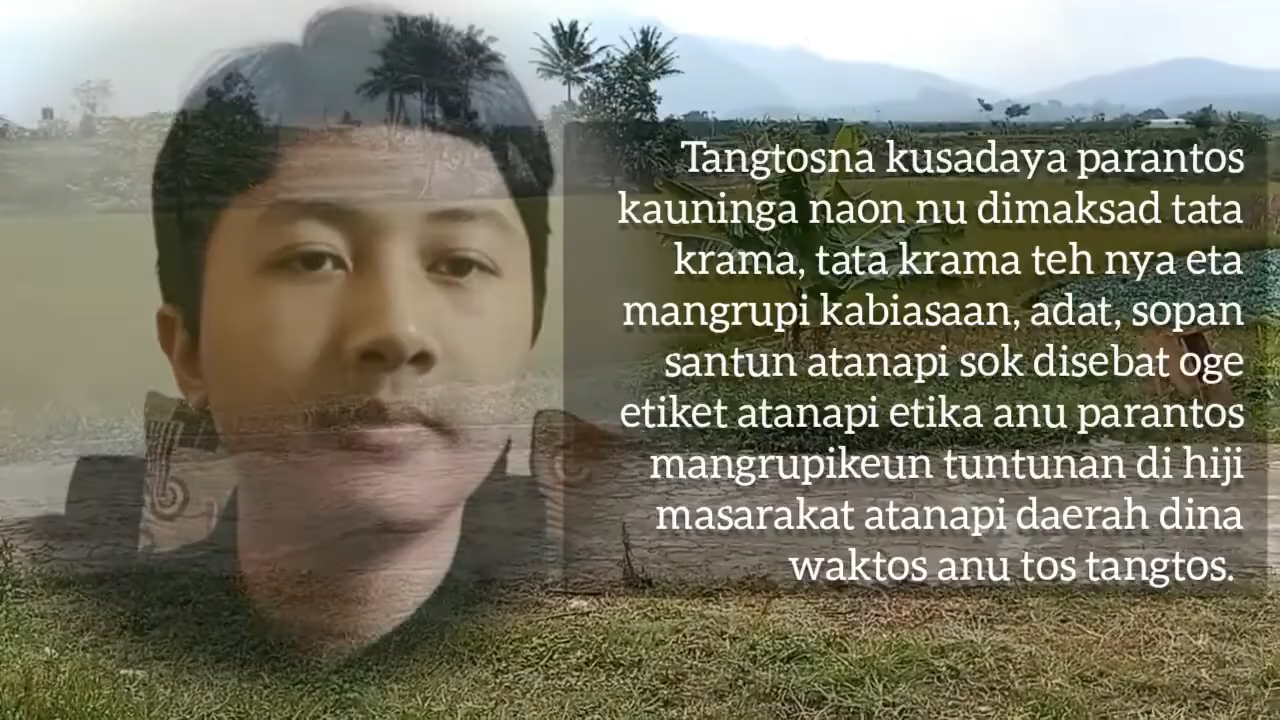 Tangtosna kusadaya parantos
kauninga naon nu dimaksad tata
krama, tata krama teh nya eta
mangrupi kabiasaan, adat, sopan
santun atanapi sok disebat oge
etiket atanapi etika anu parantos
mangrupikeun tuntunan di hiji
masarakat atanapi daerah dina
waktos anu tos tangtos.